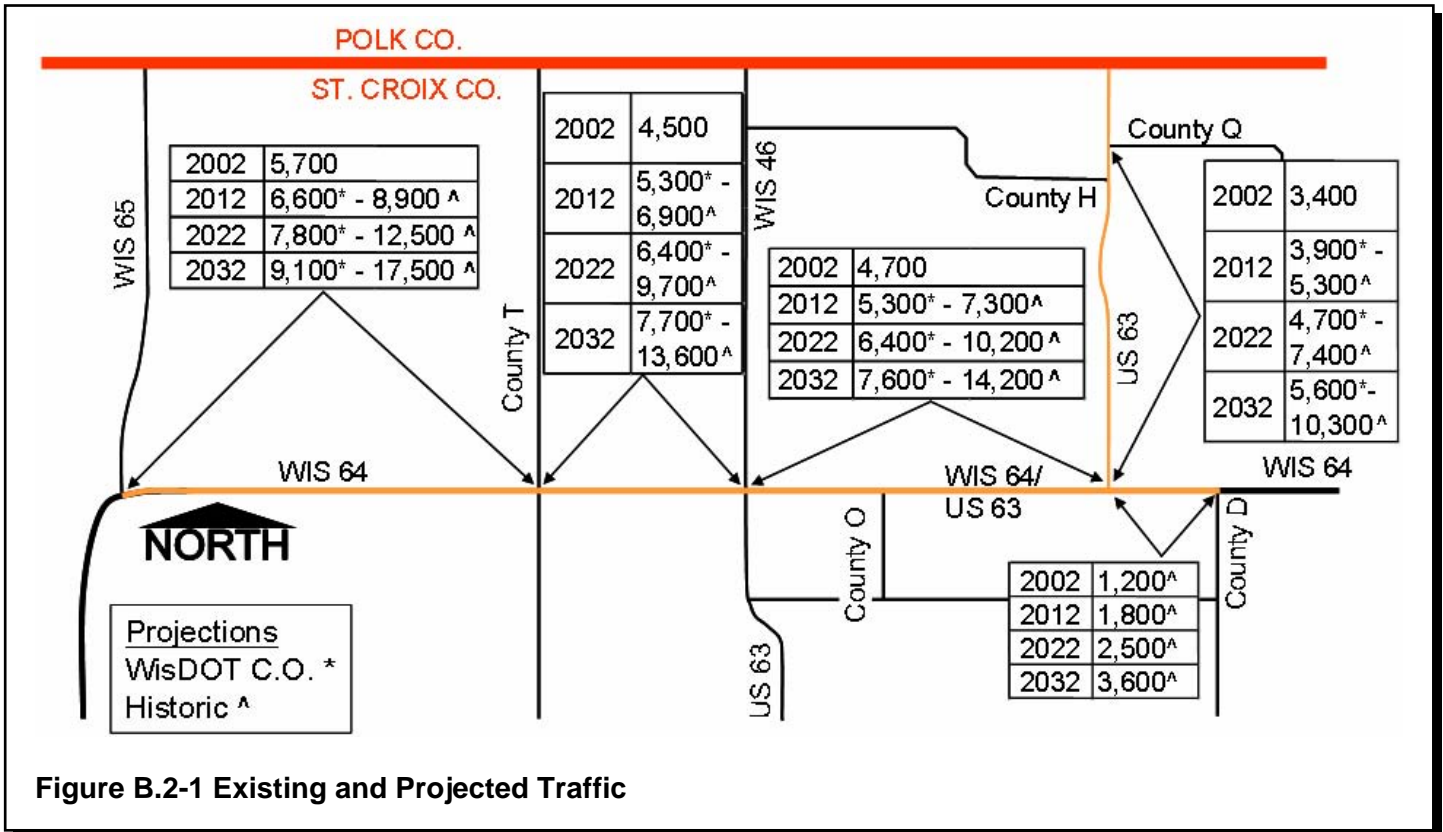 POLK CO.
ST. CROIX CO.
WIS 65
2002 5,700
2012 6,600* - 8,900 ^
2022 7,800* - 12,500 ^
2032 9,100* - 17,500 ^
County T
2002 4,500
2012 5,300* -
6,900^
2022 6,400* -
9,700^
2032 7,700* -
13,600^
WIS 46
County H
2002 4,700
2012 5,300* - 7,300^
2022 6,400* - 10,200 ^
2032 7,600* - 14,200 ^
US 63
County Q
2002 3,400
2012 3,900* -
5,300^
2022 4,700* -
7,400^
2032 5,600*-
10,300^
WIS 64
WIS 64/
US 63
WIS 64
NORTH
County O
US 63
2002 1,200^
2012 1,800^
2022 2,500^
2032 3,600^
County D
Projections
WisDOT C.O. *
Historic ^
Figure B.2-1 Existing and Projected Traffic